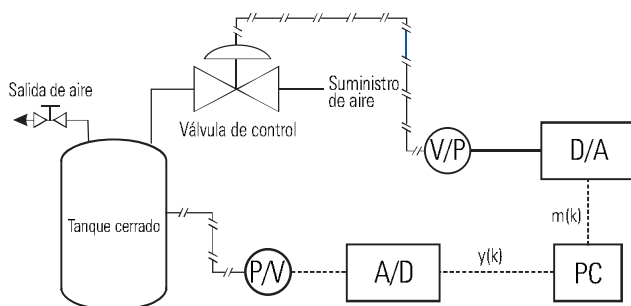 Salida de aire
Suministro
de aire
Válvula de control
V/P
D/A
Tanque cerrado
m(k)
P/V
A/D
y(k)
PC